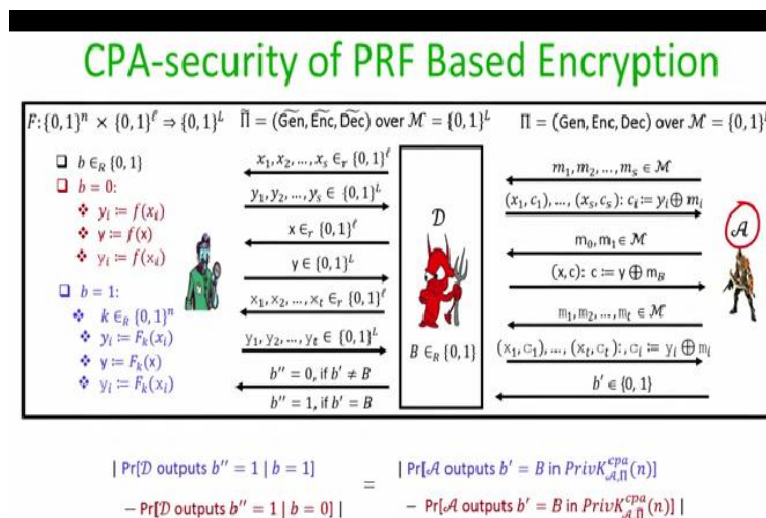 CPA-security of PRF Based Encryption
F: {0,1}ⁿ × {0,1}^ℓ ⇒ {0,1}^L
Π̃ = (G̃en, Ẽnc, D̃ec) over ℳ = {0,1}^L
Π = (Gen, Enc, Dec) over ℳ = {0,1}^L
❑ b ∈_R {0,1}
❑ b = 0:
❖ y_i ≔ f(x_i)
❖ y ≔ f(x)
❖ y_i ≔ f(x_i)
❑ b = 1:
❖ k ∈_R {0,1}ⁿ
❖ y_i ≔ F_k(x_i)
❖ y ≔ F_k(x)
❖ y_i ≔ F_k(x_i)
x_1, x_2, ..., x_s ∈_r {0,1}^ℓ
y_1, y_2, ..., y_s ∈ {0,1}^L
x ∈_r {0,1}^ℓ
y ∈ {0,1}^L
x_1, x_2, ..., x_t ∈_r {0,1}^ℓ
y_1, y_2, ..., y_t ∈ {0,1}^L
b'' = 0, if b' ≠ B
b'' = 1, if b' = B
𝒟
B ∈_R {0,1}
m_1, m_2, ..., m_s ∈ ℳ
(x_1, c_1), ..., (x_s, c_s): c_i ≔ y_i ⊕ m_i
m_0, m_1 ∈ ℳ
(x, c): c ≔ y ⊕ m_B
m_1, m_2, ..., m_t ∈ ℳ
(x_1, c_1), ..., (x_t, c_t):, c_i ≔ y_i ⊕ m_i
b' ∈ {0,1}
𝒜
| Pr[𝒟 outputs b'' = 1 | b = 1]
− Pr[𝒟 outputs b'' = 1 | b = 0] |
=
| Pr[𝒜 outputs b' = B in PrivK^cpa_𝒜,Π(n)]
− Pr[𝒜 outputs b' = B in PrivK^cpa_𝒜,Π̃(n)] |